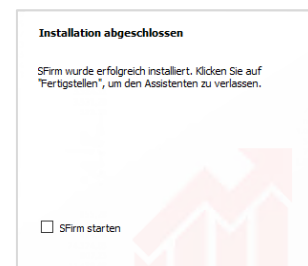 Installation abgeschlossen
SFirm wurde erfolgreich installiert. Klicken Sie auf
"Fertigstellen", um den Assistenten zu verlassen.
SFirm starten